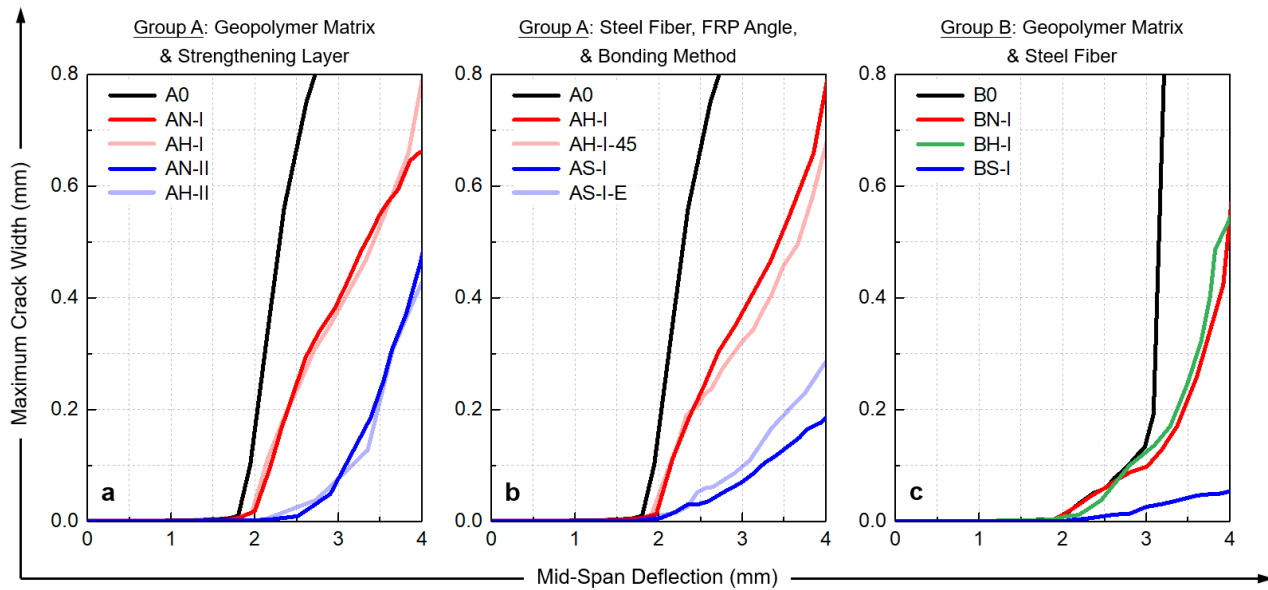 Group A: Geopolymer Matrix
& Strengthening Layer
Group A: Steel Fiber, FRP Angle,
& Bonding Method
Group B: Geopolymer Matrix
& Steel Fiber
Maximum Crack Width (mm)
0.8
0.6
0.4
0.2
0.0
A0
AN-I
AH-I
AN-II
AH-II
a
0 1 2 3 4
0.8
0.6
0.4
0.2
0.0
A0
AH-I
AH-I-45
AS-I
AS-I-E
b
0 1 2 3 4
0.8
0.6
0.4
0.2
0.0
B0
BN-I
BH-I
BS-I
c
0 1 2 3 4
Mid-Span Deflection (mm)